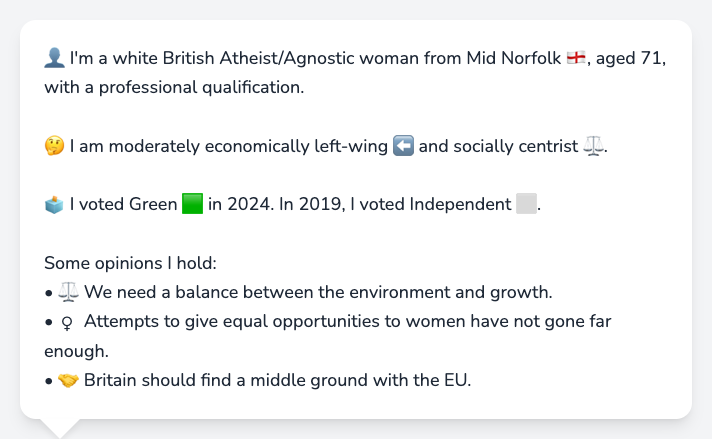 👤 I'm a white British Atheist/Agnostic woman from Mid Norfolk 🏴󠁧󠁢󠁥󠁮󠁧󠁿, aged 71,
with a professional qualification.
🤔 I am moderately economically left-wing ⬅️ and socially centrist ⚖️.
🗳️ I voted Green 🟩 in 2024. In 2019, I voted Independent ⬜.
Some opinions I hold:
• ⚖️ We need a balance between the environment and growth.
• ♀ Attempts to give equal opportunities to women have not gone far
enough.
• 🤝 Britain should find a middle ground with the EU.